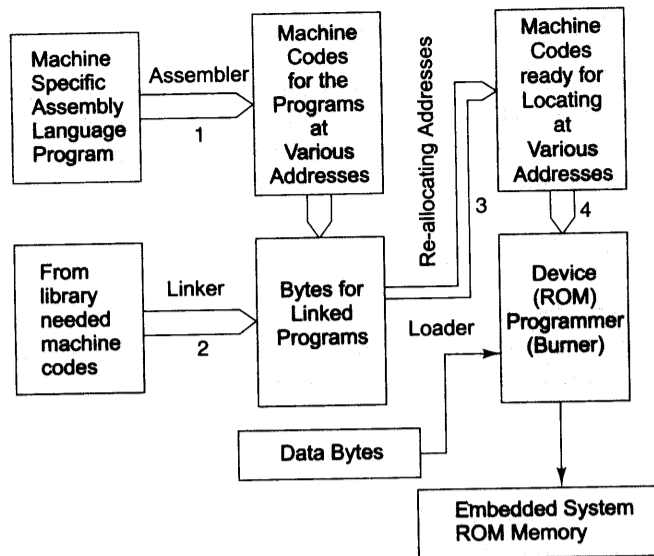 Machine
Specific
Assembly
Language
Program
Assembler
1
Machine
Codes
for the
Programs
at
Various
Addresses
Re-allocating Addresses
3
Machine
Codes
ready for
Locating
at
Various
Addresses
4
From
library
needed
machine
codes
Linker
2
Bytes for
Linked
Programs
Loader
Device
(ROM)
Programmer
(Burner)
Data Bytes
Embedded System
ROM Memory